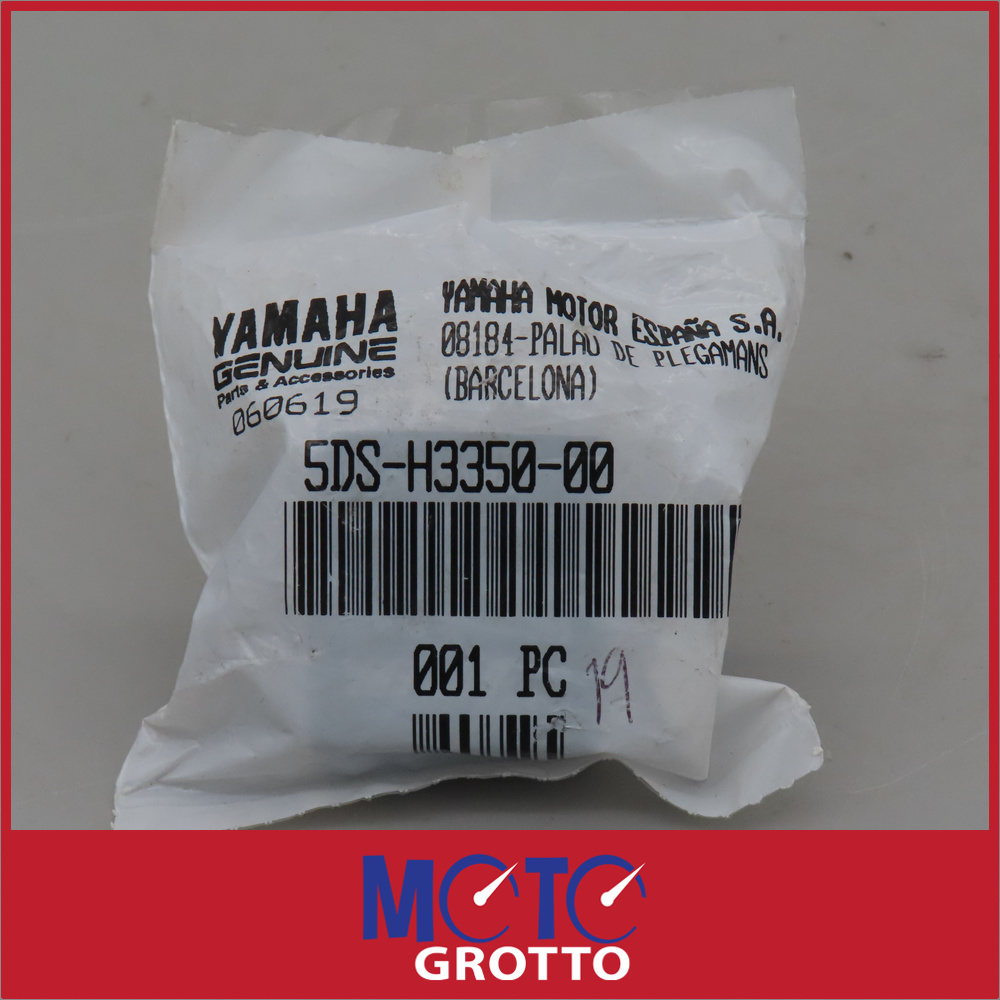 YAMAHA
GENUINE
Parts & Accessories
060619
YAMAHA MOTOR ESPAÑA S.A.
08184-PALAU DE PLEGAMANS
(BARCELONA)
5DS-H3350-00
001 PC 19
MOTO
GROTTO